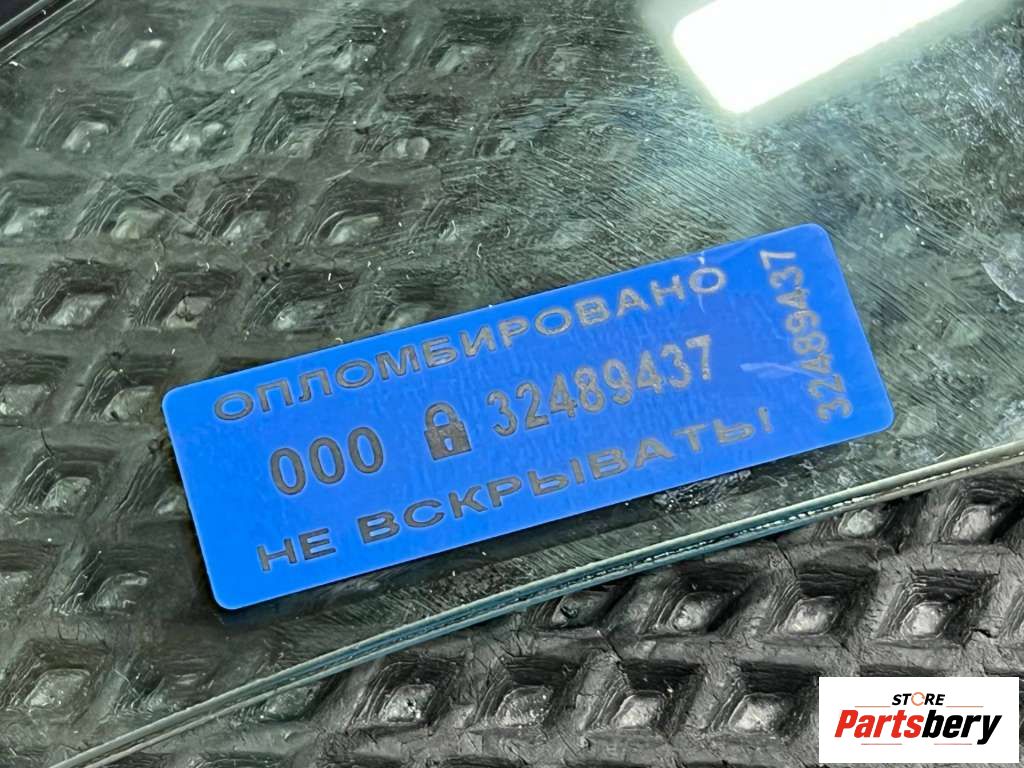 ОПЛОМБИРОВАНО
000 32489437
НЕ ВСКРЫВАТЬ!
32489437
STORE
Partsbery